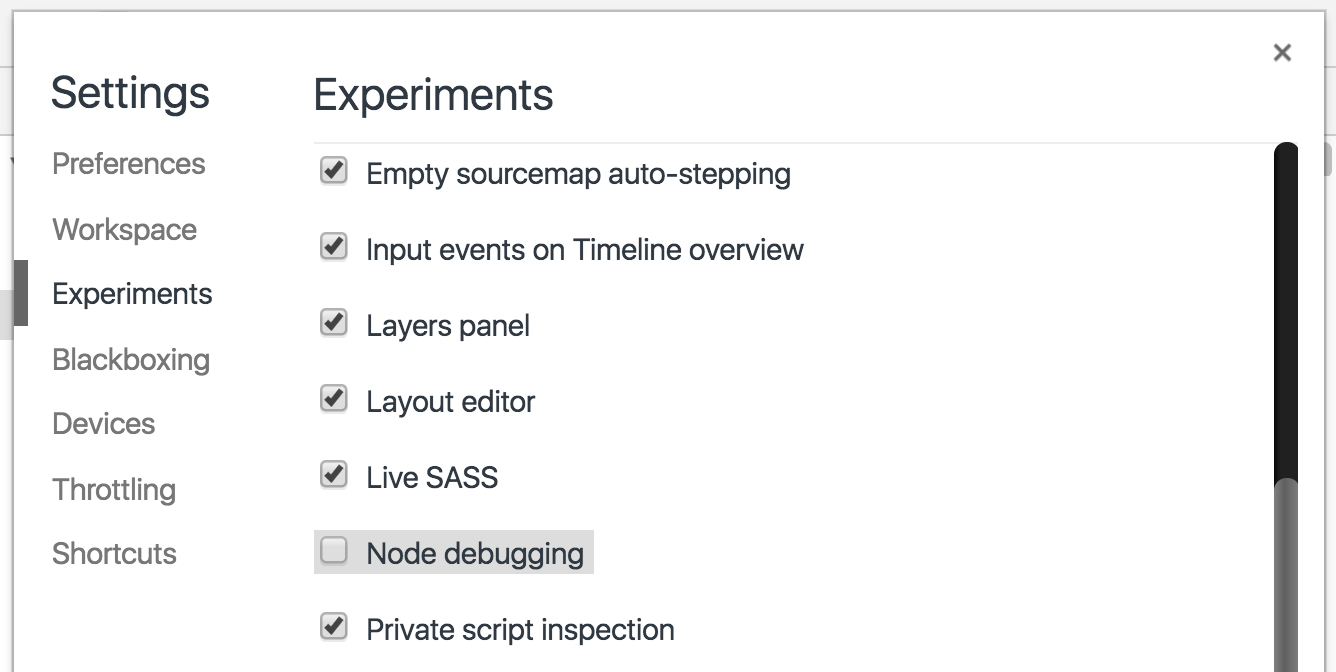 Settings
Preferences
Workspace
Experiments
Blackboxing
Devices
Throttling
Shortcuts
Experiments
Empty sourcemap auto-stepping
Input events on Timeline overview
Layers panel
Layout editor
Live SASS
Node debugging
Private script inspection